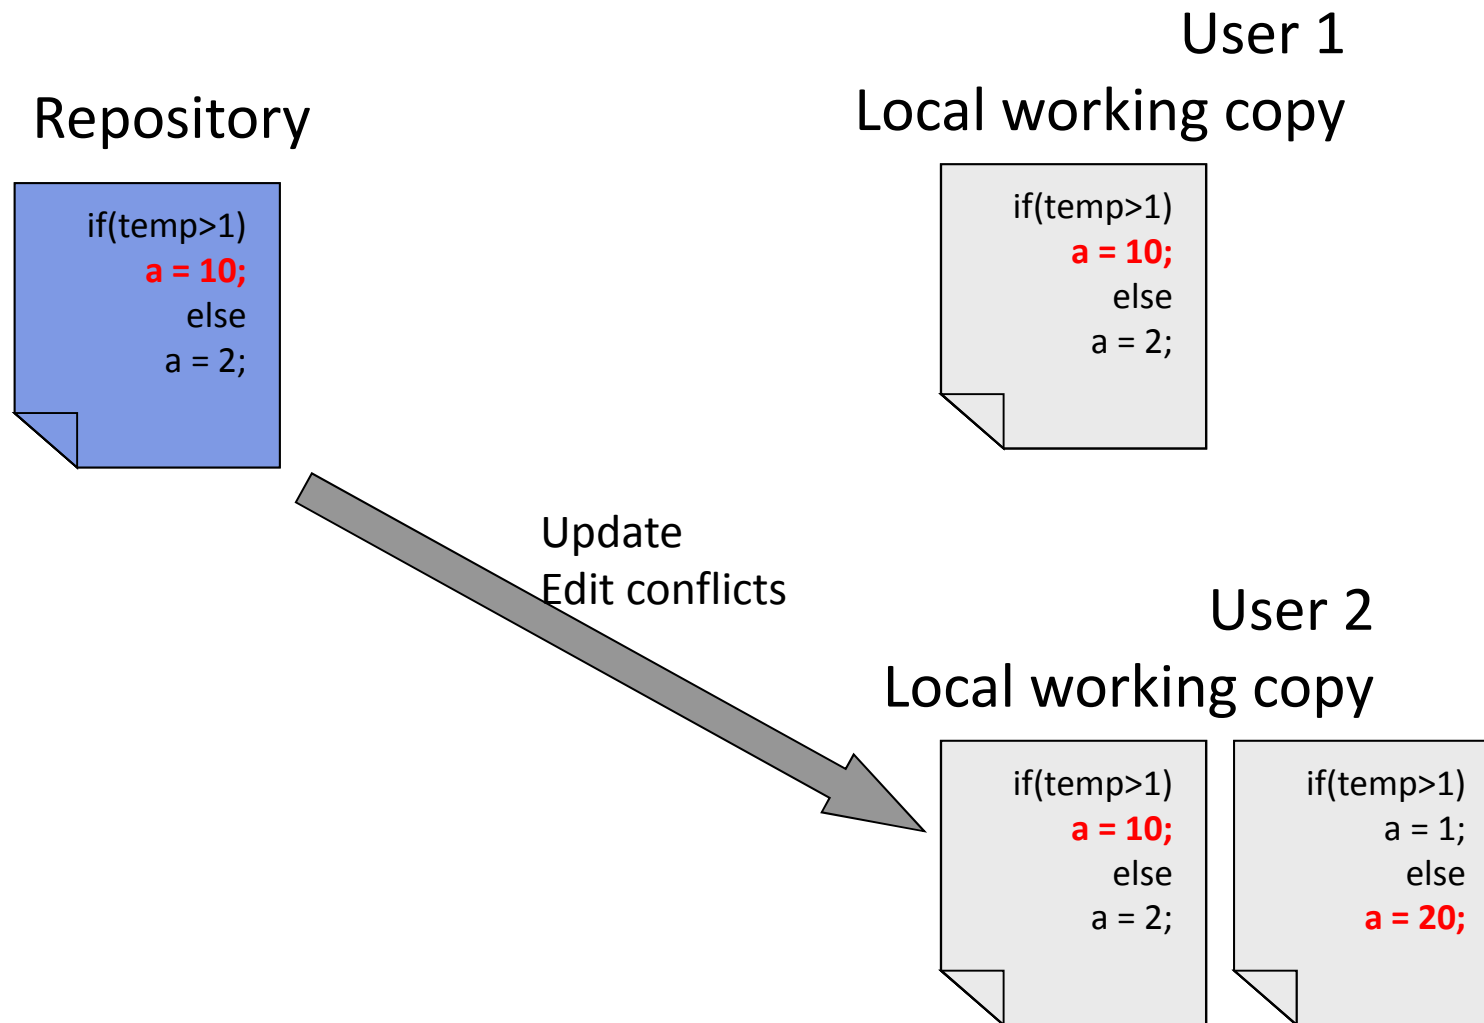 Repository
if(temp>1)
a = 10;
else
a = 2;
User 1
Local working copy
if(temp>1)
a = 10;
else
a = 2;
Update
Edit conflicts
User 2
Local working copy
if(temp>1)
a = 10;
else
a = 2;
if(temp>1)
a = 1;
else
a = 20;